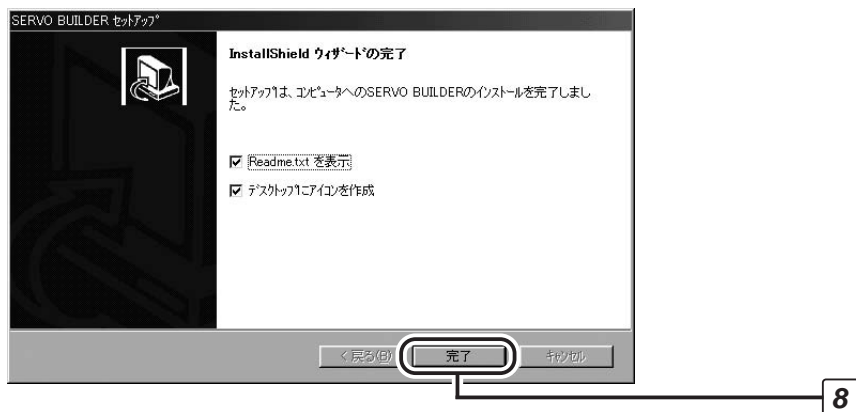 SERVO BUILDER セットアップ
InstallShield ウィザードの完了
セットアップは、コンピュータへのSERVO BUILDERのインストールを完了しまし
た。
Readme.txt を表示
デスクトップにアイコンを作成
< 戻る(B)
完了
キャンセル
8